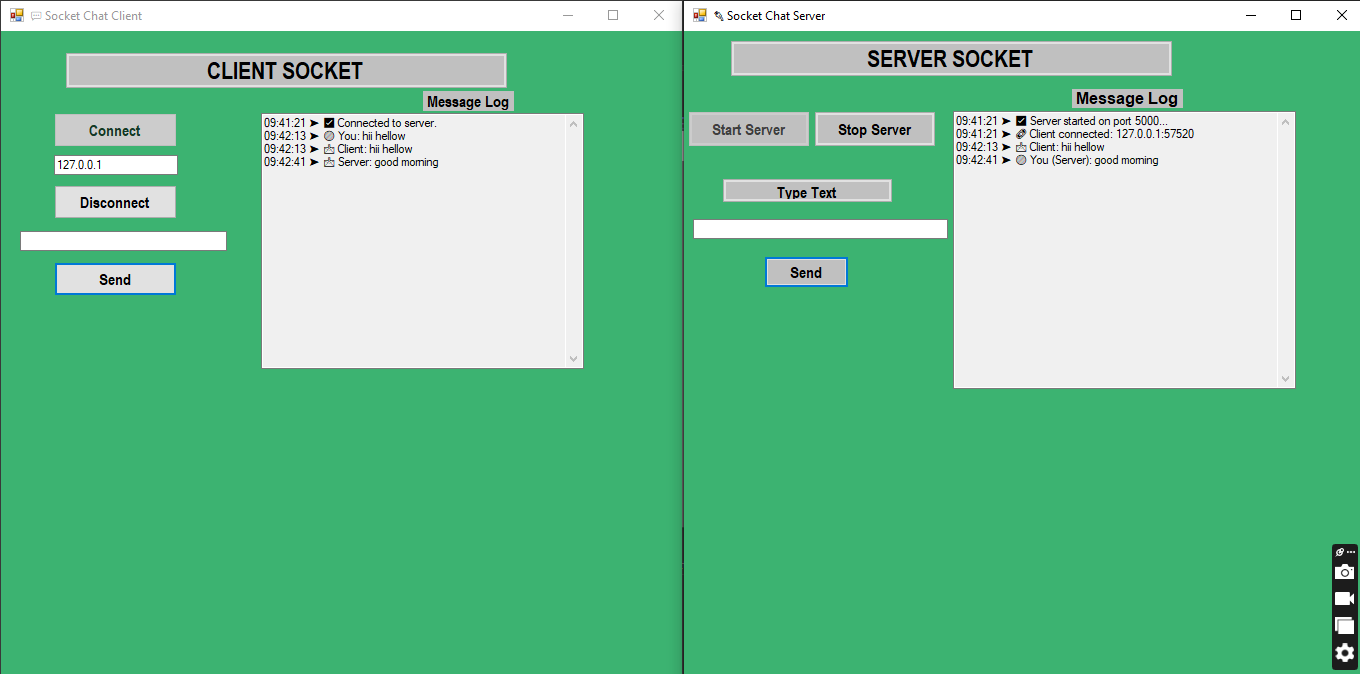 Socket Chat Client
CLIENT SOCKET
Message Log
Connect
127.0.0.1
Disconnect
Send
09:41:21 ➤ ☑ Connected to server.
09:42:13 ➤ 🟢 You: hii hellow
09:42:13 ➤ 📩 Client: hii hellow
09:42:41 ➤ 📩 Server: good morning
Socket Chat Server
SERVER SOCKET
Message Log
Start Server
Stop Server
Type Text
Send
09:41:21 ➤ ☑ Server started on port 5000...
09:41:21 ➤ 🔗 Client connected: 127.0.0.1:57520
09:42:13 ➤ 📩 Client: hii hellow
09:42:41 ➤ 🟢 You (Server): good morning